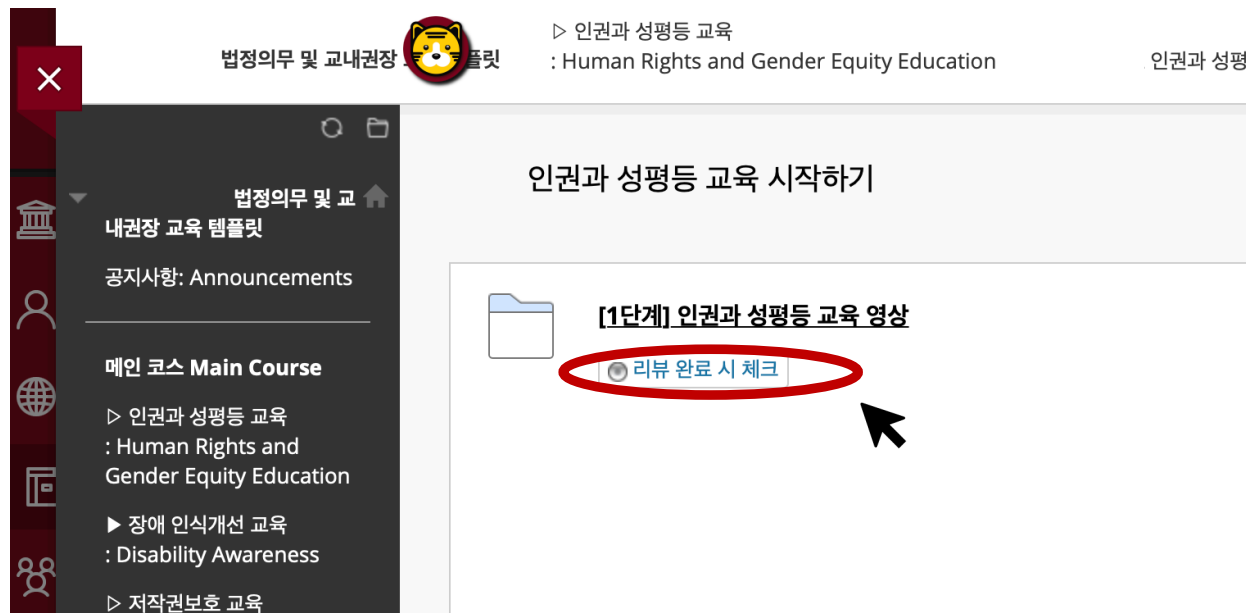 법정의무 및 교내권장
플릿
▷ 인권과 성평등 교육
: Human Rights and Gender Equity Education
인권과 성평
법정의무 및 교
내권장 교육 템플릿
공지사항: Announcements
메인 코스 Main Course
▷ 인권과 성평등 교육
: Human Rights and
Gender Equity Education
▶ 장애 인식개선 교육
: Disability Awareness
▷ 저작권보호 교육
인권과 성평등 교육 시작하기
[1단계] 인권과 성평등 교육 영상
리뷰 완료 시 체크